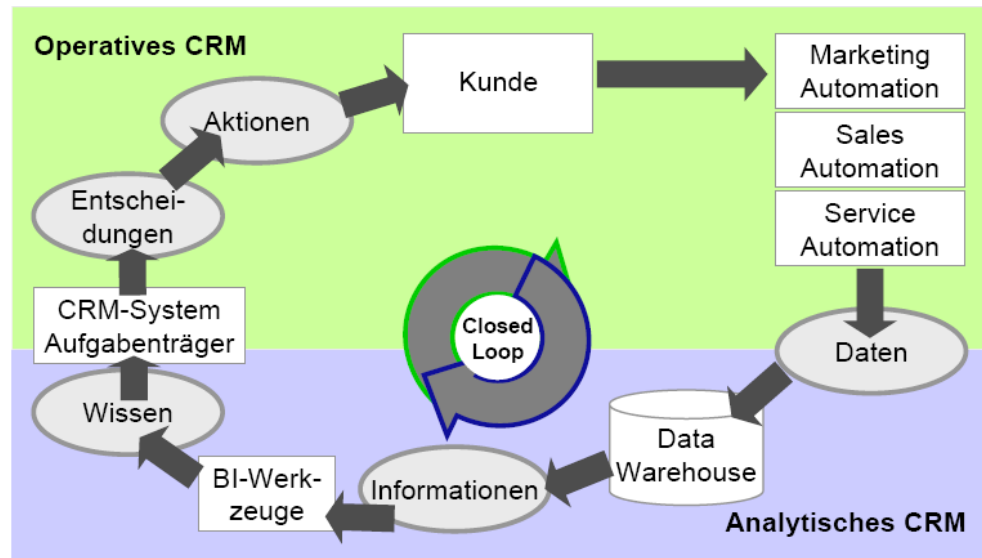 Operatives CRM
Kunde
Marketing
Automation
Sales
Automation
Service
Automation
Aktionen
Entschei-
dungen
CRM-System
Aufgabenträger
Closed
Loop
Daten
Wissen
Data
Warehouse
BI-Werk-
zeuge
Informationen
Analytisches CRM